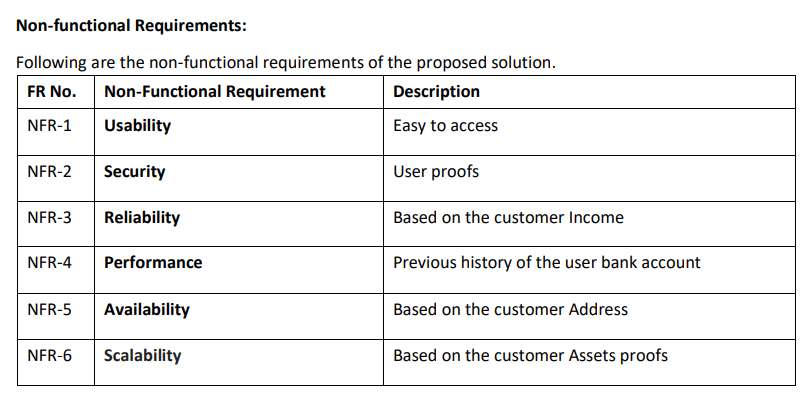 Non-functional Requirements:
Following are the non-functional requirements of the proposed solution.
FR No. Non-Functional Requirement Description
NFR-1 Usability Easy to access
NFR-2 Security User proofs
NFR-3 Reliability Based on the customer Income
NFR-4 Performance Previous history of the user bank account
NFR-5 Availability Based on the customer Address
NFR-6 Scalability Based on the customer Assets proofs